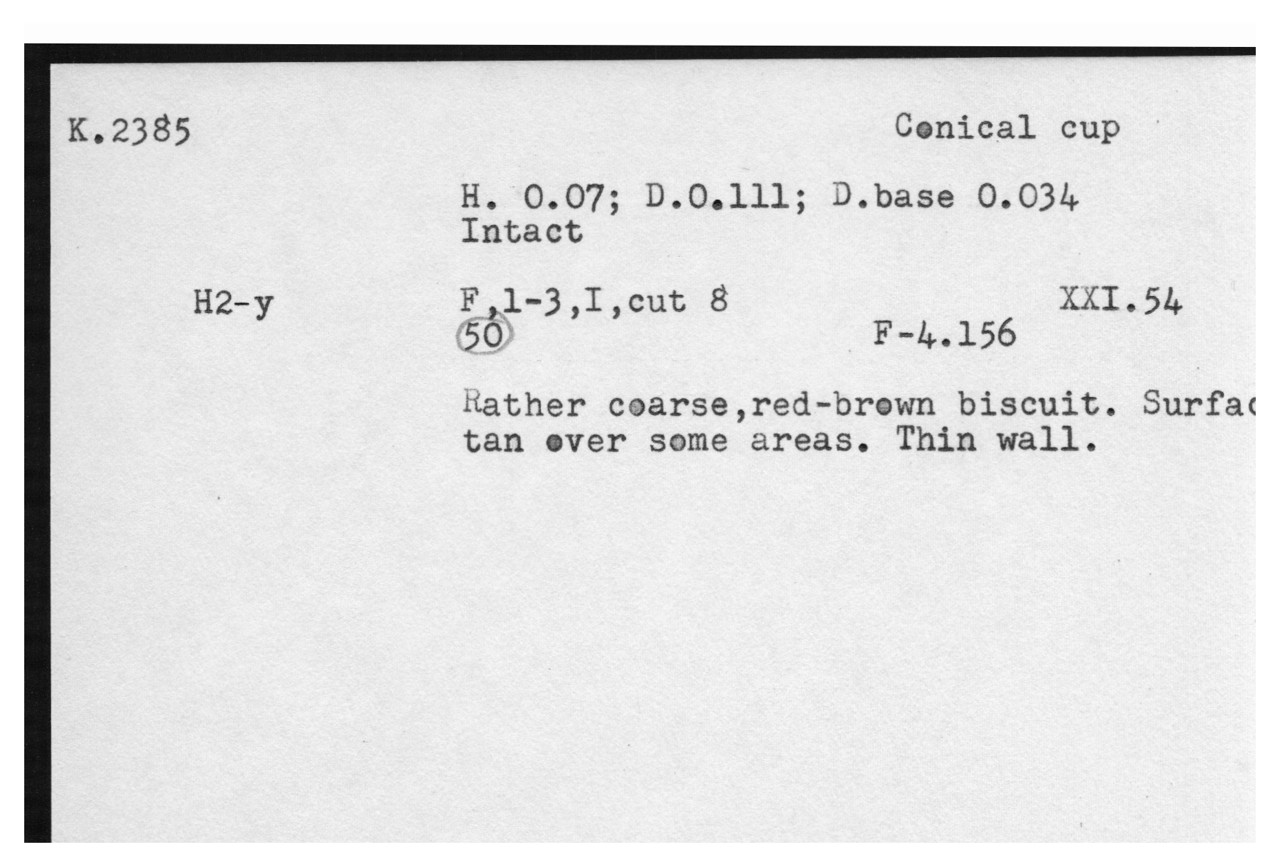 K.2385 Conical cup
H. 0.07; D.0.111; D.base 0.034
Intact
H2-y F,1-3,I,cut 8 XXI.54
50 F-4.156
Rather coarse,red-brown biscuit. Surfac
tan over some areas. Thin wall.